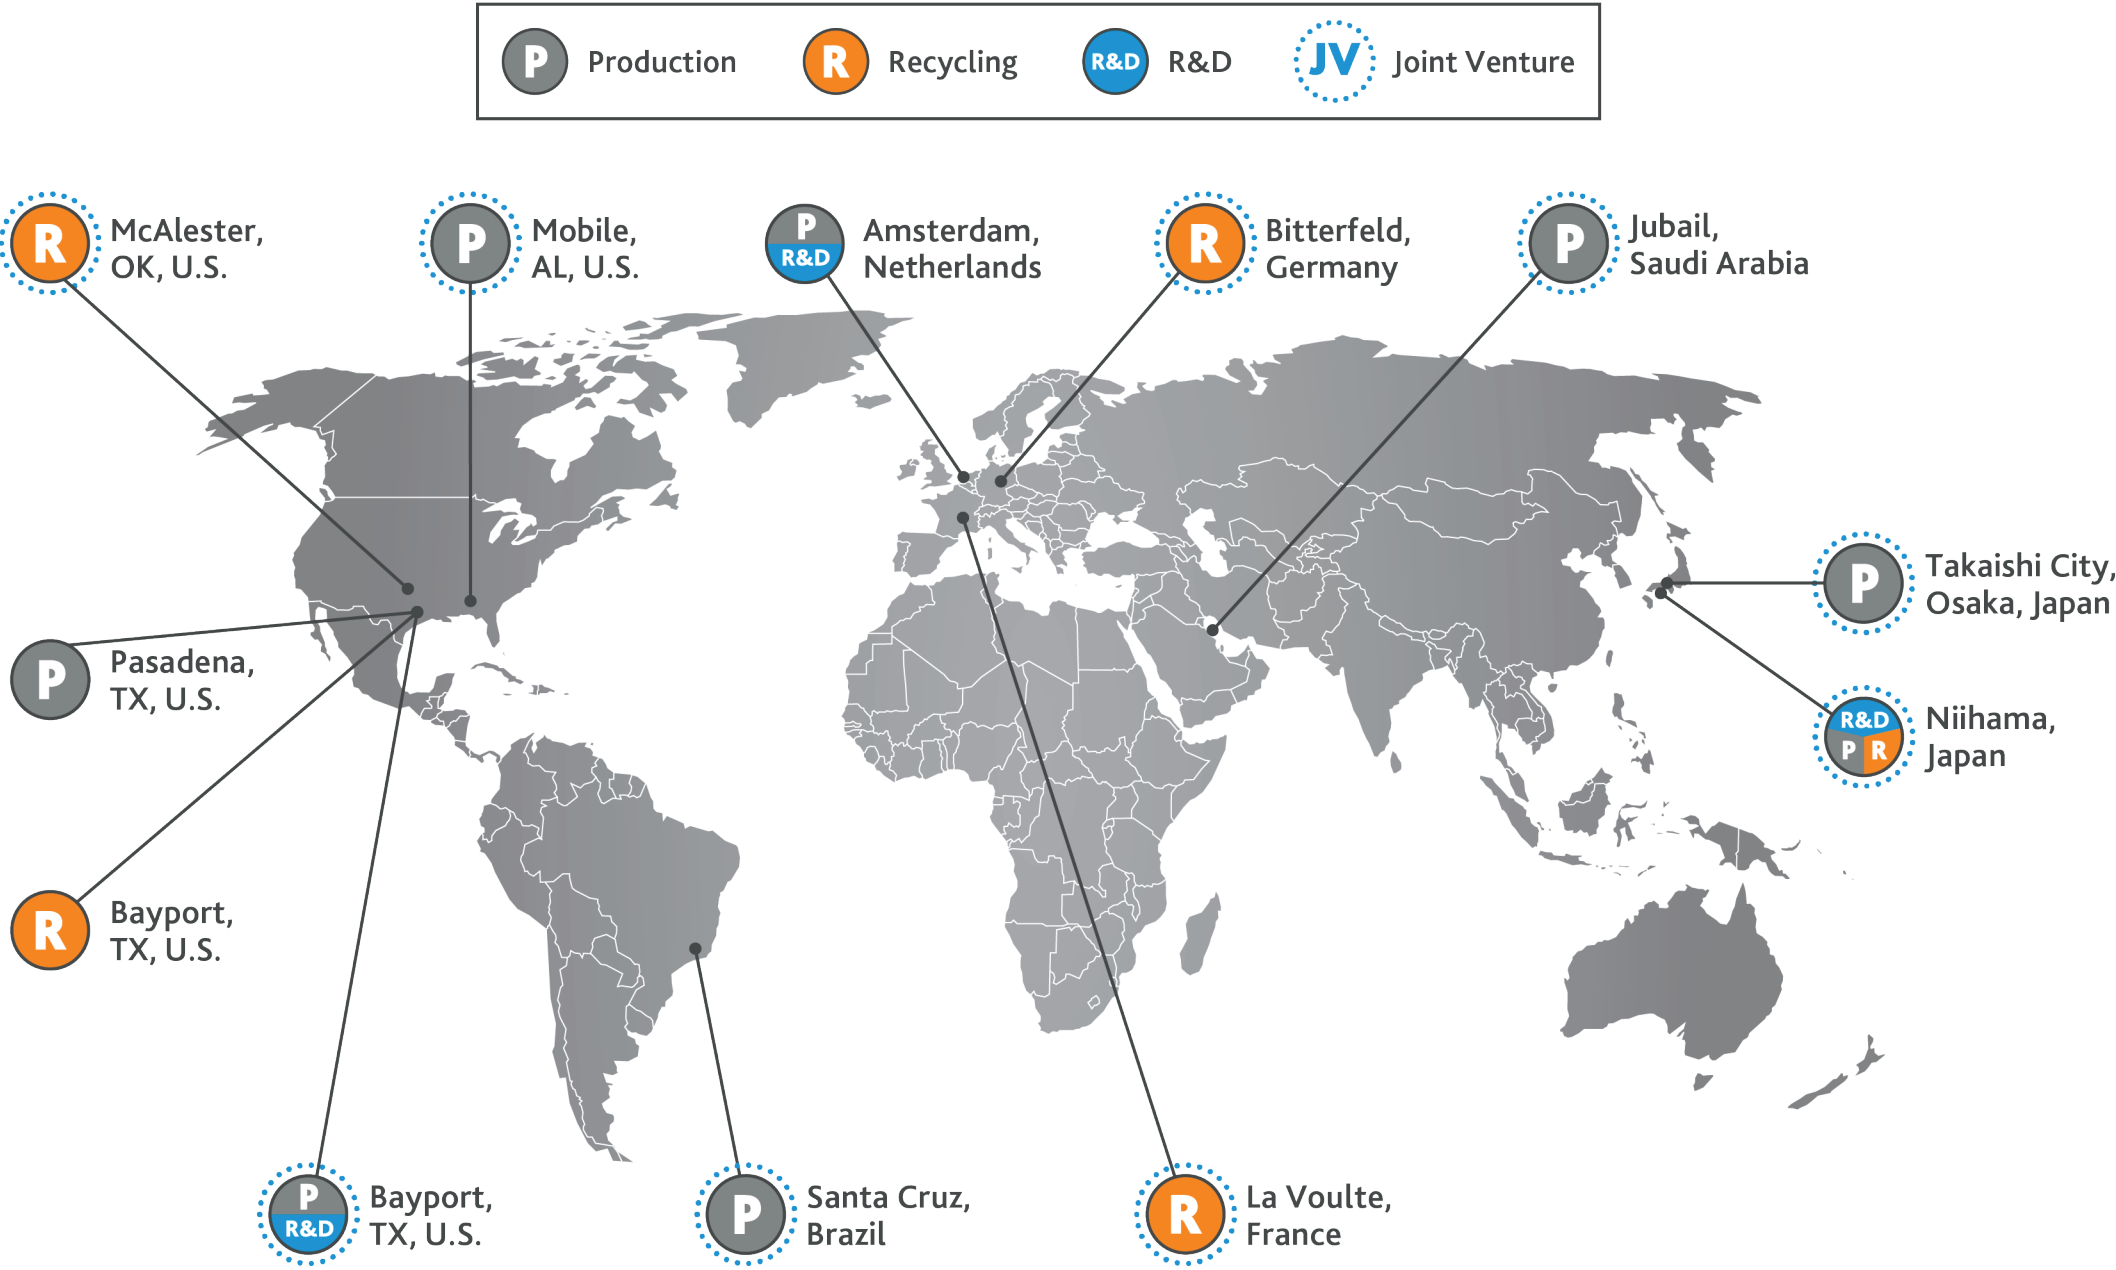 P Production R Recycling R&D R&D JV Joint Venture
R McAlester,
OK, U.S.
P Mobile,
AL, U.S.
P
R&D
Amsterdam,
Netherlands
R Bitterfeld,
Germany
P Jubail,
Saudi Arabia
P Takaishi City,
Osaka, Japan
P Pasadena,
TX, U.S.
R&D
P R
Niihama,
Japan
R Bayport,
TX, U.S.
P
R&D
Bayport,
TX, U.S.
P Santa Cruz,
Brazil
R La Voulte,
France